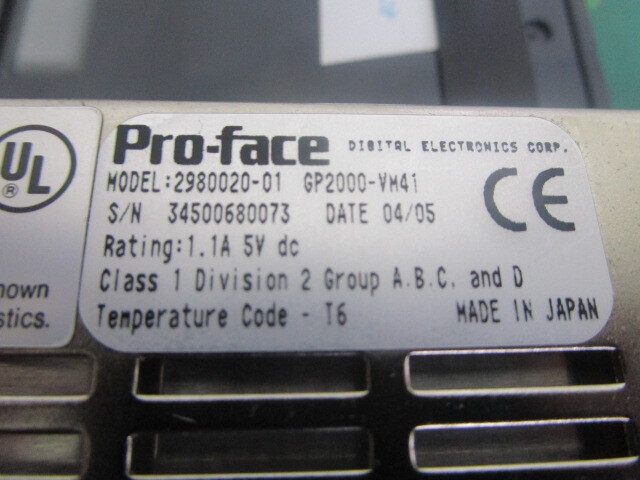 UL
R
nown
stics.
Pro-face DIGITAL ELECTRONICS CORP.
MODEL:2980020-01 GP2000-VM41
S/N 34500680073 DATE 04/05
Rating:1.1A 5V dc
Class 1 Division 2 Group A.B.C. and D
Temperature Code - T6 MADE IN JAPAN
CE